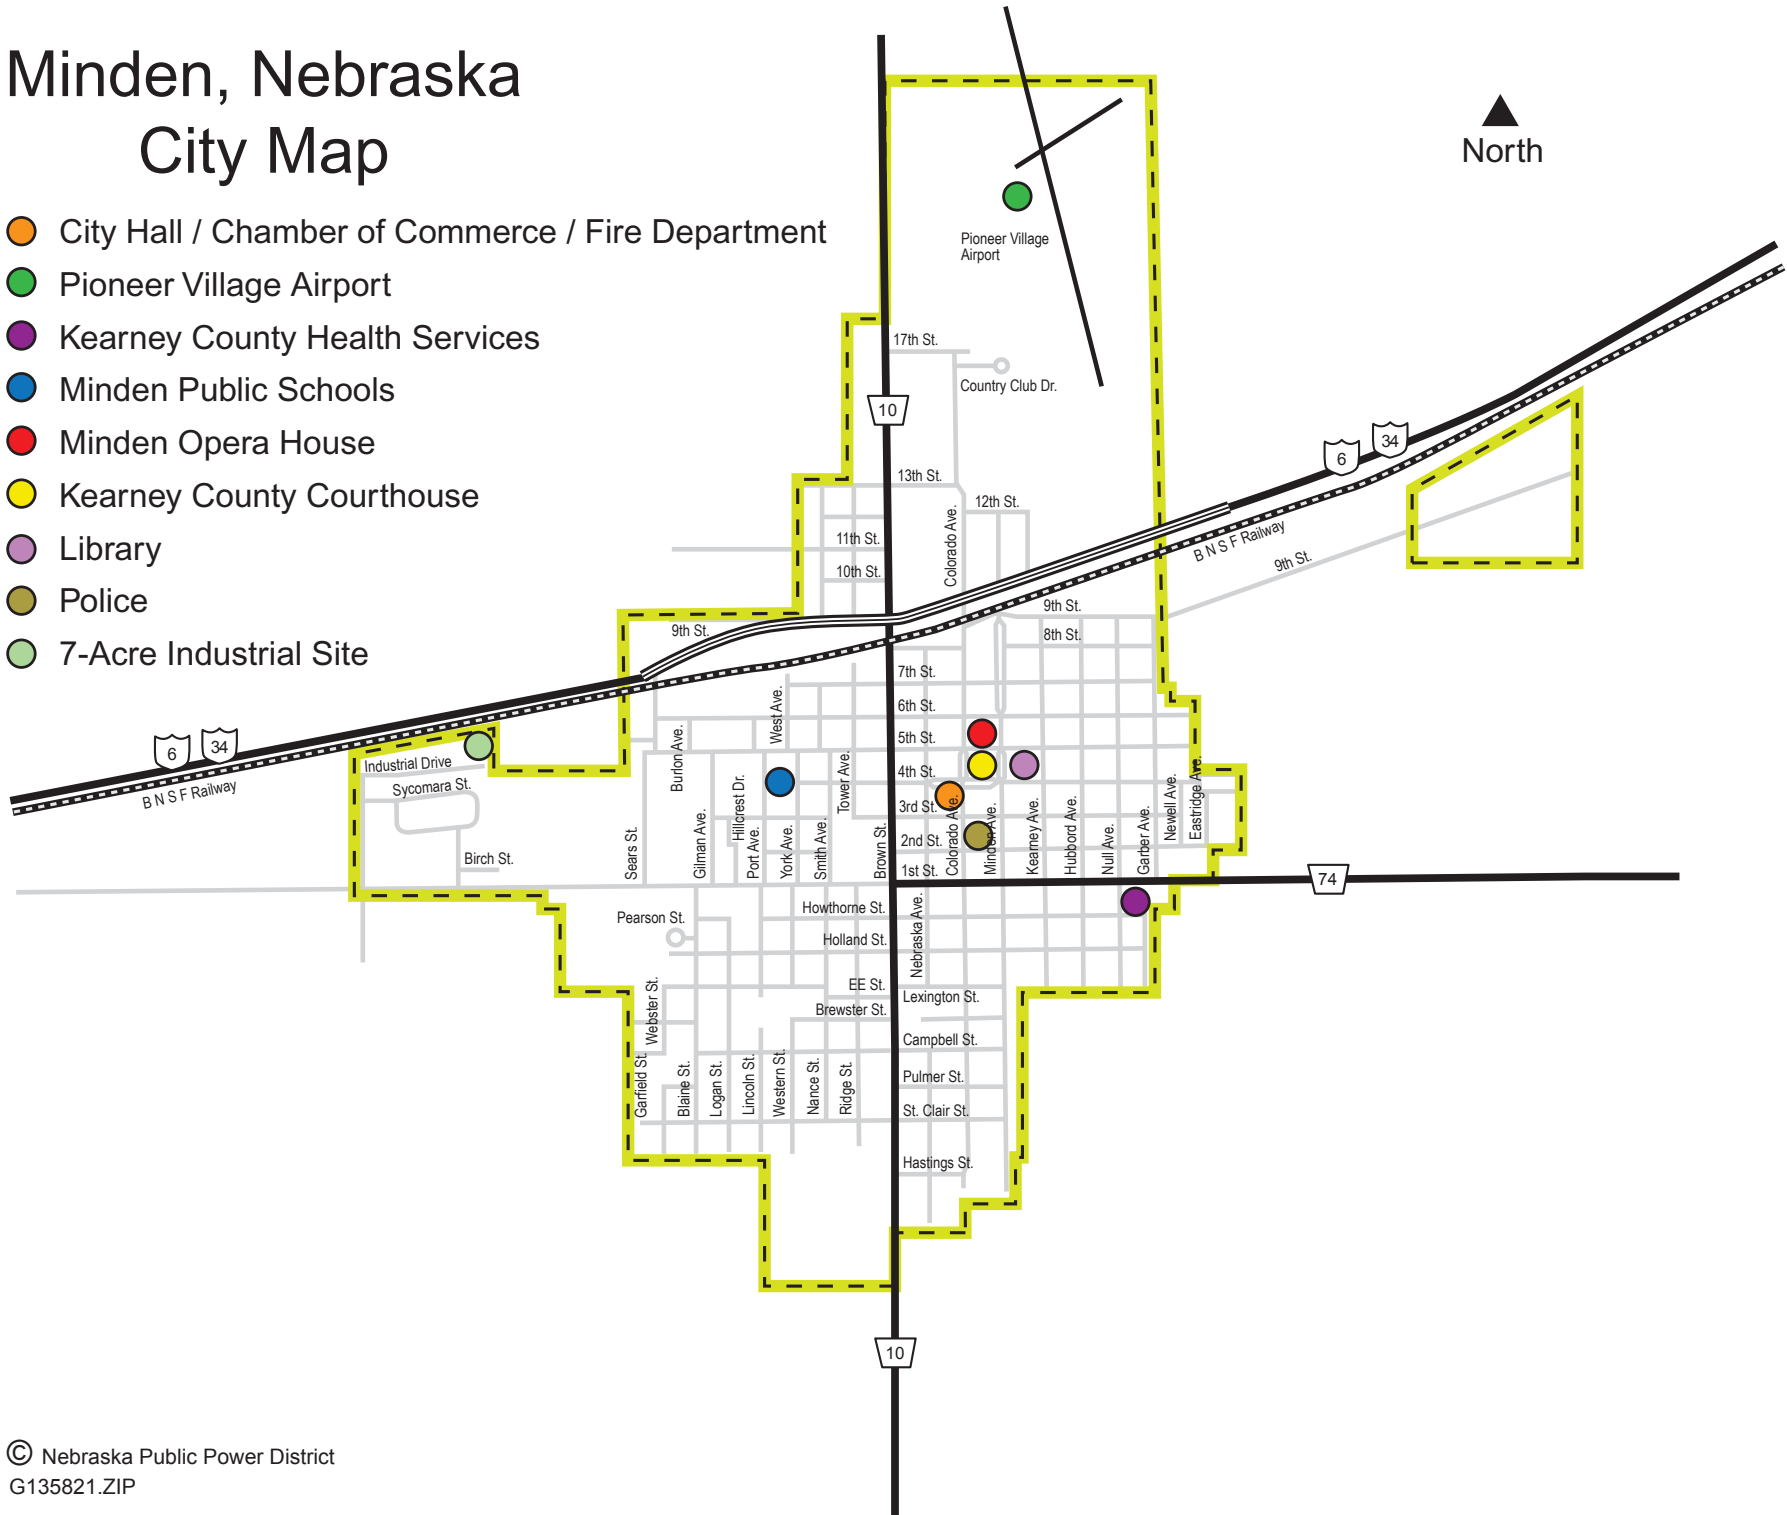 Minden, Nebraska
City Map
City Hall / Chamber of Commerce / Fire Department
Pioneer Village Airport
Kearney County Health Services
Minden Public Schools
Minden Opera House
Kearney County Courthouse
Library
Police
7-Acre Industrial Site
North
Pioneer Village
Airport
17th St.
Country Club Dr.
10
34
6
13th St.
12th St.
Colorado Ave.
11th St.
10th St.
B N S F Railway
9th St.
9th St.
9th St.
8th St.
7th St.
6th St.
5th St.
4th St.
3rd St.
2nd St.
1st St.
West Ave.
Burlon Ave.
Tower Ave.
Hillcrest Dr.
Sears St.
Gilman Ave.
Port Ave.
York Ave.
Smith Ave.
Brown St.
Colorado Ave.
Minden Ave.
Kearney Ave.
Hubbord Ave.
Null Ave.
Garber Ave.
Newell Ave.
Eastridge Ave.
6
34
B N S F Railway
Industrial Drive
Sycomara St.
Birch St.
74
Pearson St.
Howthorne St.
Holland St.
Nebraska Ave.
EE St.
Lexington St.
Brewster St.
Webster St.
Campbell St.
Pulmer St.
St. Clair St.
Garfield St.
Blaine St.
Logan St.
Lincoln St.
Western St.
Nance St.
Ridge St.
Hastings St.
10
© Nebraska Public Power District
G135821.ZIP